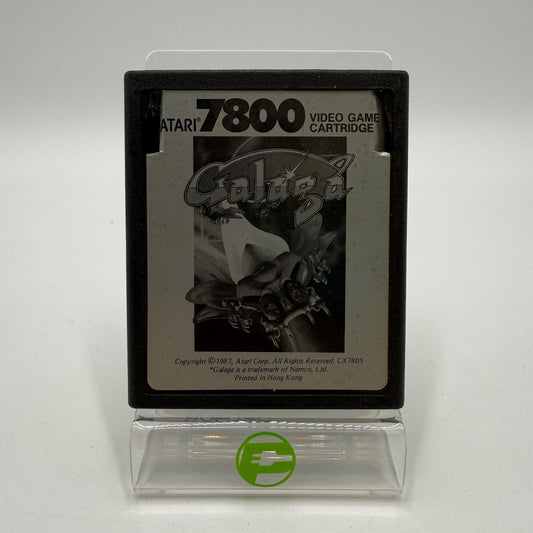 ATARI® 7800 VIDEO GAME
CARTRIDGE
Galaga
Copyright ©1987, Atari Corp. All Rights Reserved. CX7805
*Galaga is a trademark of Namco, Ltd.
Printed in Hong Kong